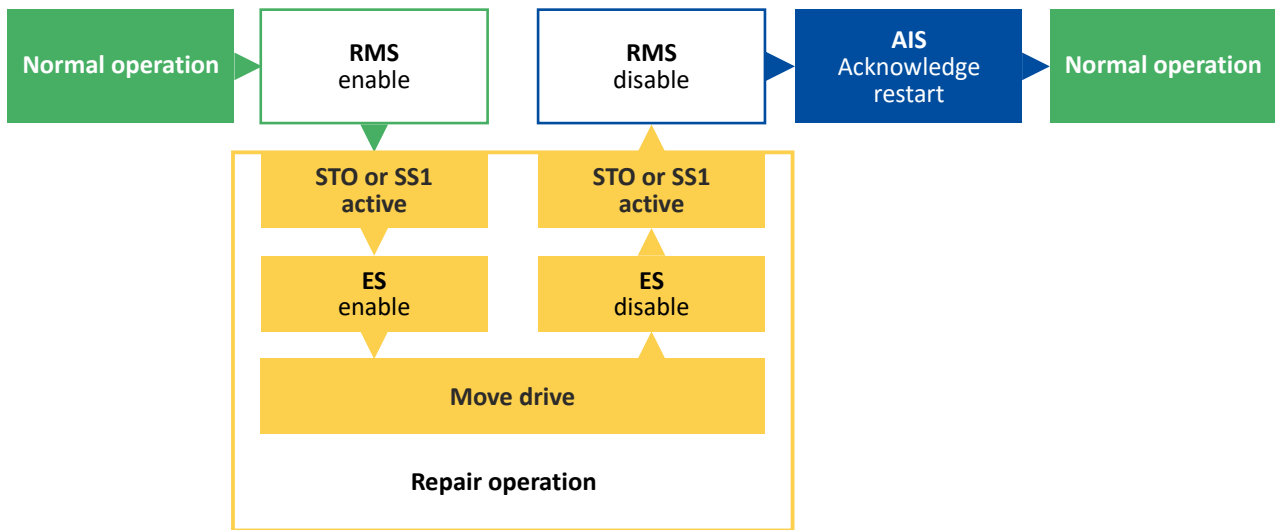 Normal operation
RMS
enable
RMS
disable
AIS
Acknowledge
restart
Normal operation
STO or SS1
active
STO or SS1
active
ES
enable
ES
disable
Move drive
Repair operation